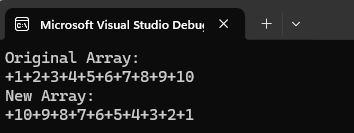 Microsoft Visual Studio Debug
Original Array:
+1+2+3+4+5+6+7+8+9+10
New Array:
+10+9+8+7+6+5+4+3+2+1